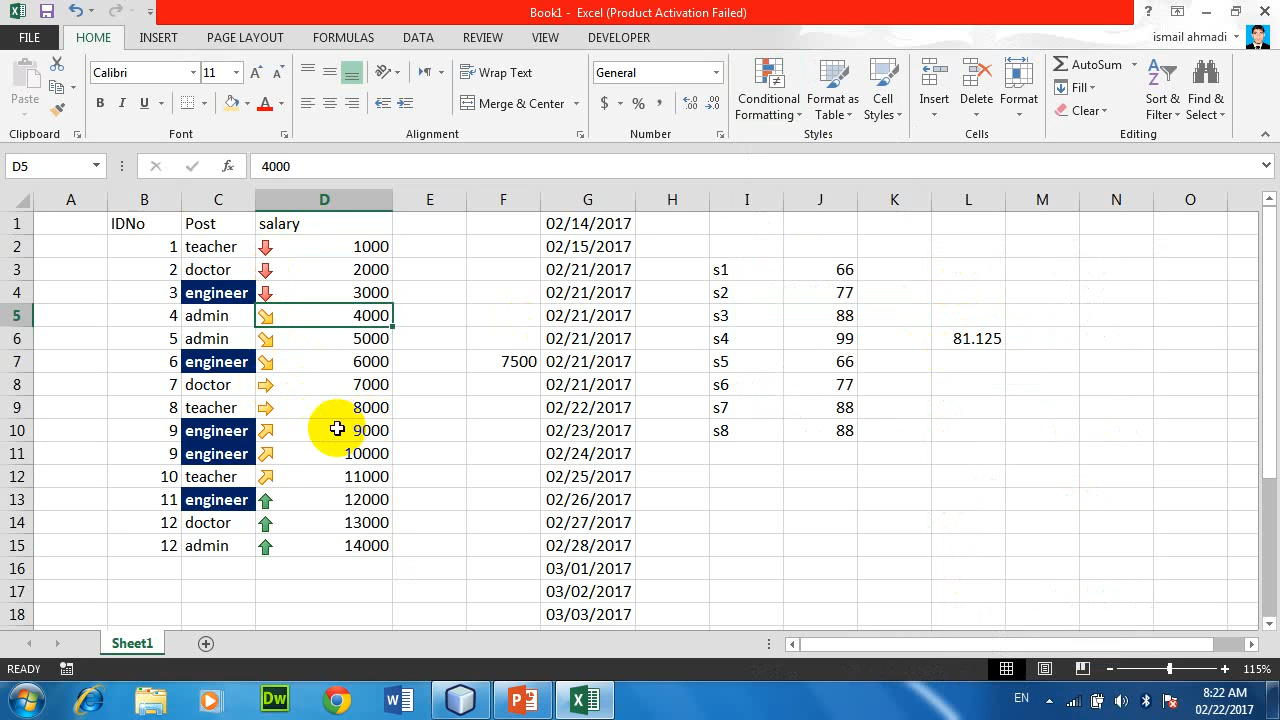 Book1 - Excel (Product Activation Failed)
FILE HOME INSERT PAGE LAYOUT FORMULAS DATA REVIEW VIEW DEVELOPER ismail ahmadi
Calibri 11 Wrap Text General AutoSum
Paste Conditional Format as Cell Insert Delete Format Fill Sort & Find &
B I U Merge & Center $ % Formatting Table Styles Clear Filter Select
Clipboard Font Alignment Number Styles Cells Editing
D5 fx 4000
A B C D E F G H I J K L M N O
1 IDNo Post salary 02/14/2017
2 1 teacher 1000 02/15/2017
3 2 doctor 2000 02/21/2017 s1 66
4 3 engineer 3000 02/21/2017 s2 77
5 4 admin 4000 02/21/2017 s3 88
6 5 admin 5000 02/21/2017 s4 99 81.125
7 6 engineer 6000 7500 02/21/2017 s5 66
8 7 doctor 7000 02/21/2017 s6 77
9 8 teacher 8000 02/22/2017 s7 88
10 9 engineer 9000 02/23/2017 s8 88
11 9 engineer 10000 02/24/2017
12 10 teacher 11000 02/25/2017
13 11 engineer 12000 02/26/2017
14 12 doctor 13000 02/27/2017
15 12 admin 14000 02/28/2017
16 03/01/2017
17 03/02/2017
18 03/03/2017
Sheet1
READY 115%
Dw EN 8:22 AM
02/22/2017